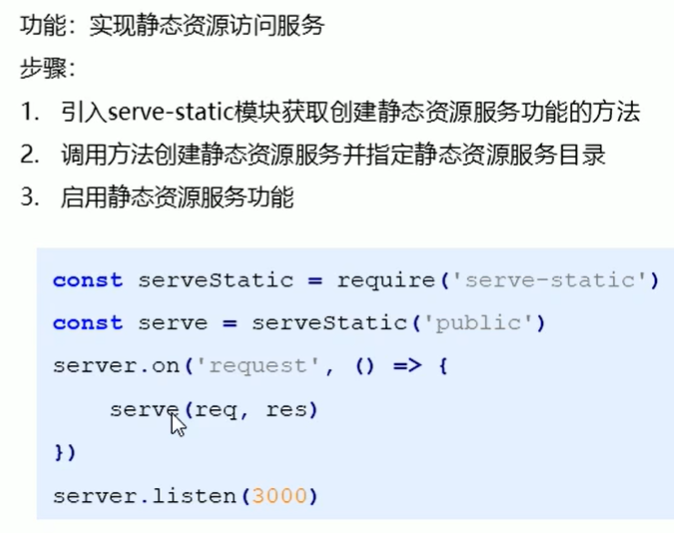 功能：实现静态资源访问服务
步骤：
1. 引入serve-static模块获取创建静态资源服务功能的方法
2. 调用方法创建静态资源服务并指定静态资源服务目录
3. 启用静态资源服务功能
const serveStatic = require('serve-static')
const serve = serveStatic('public')
server.on('request', () => {
    serve(req, res)
})
server.listen(3000)